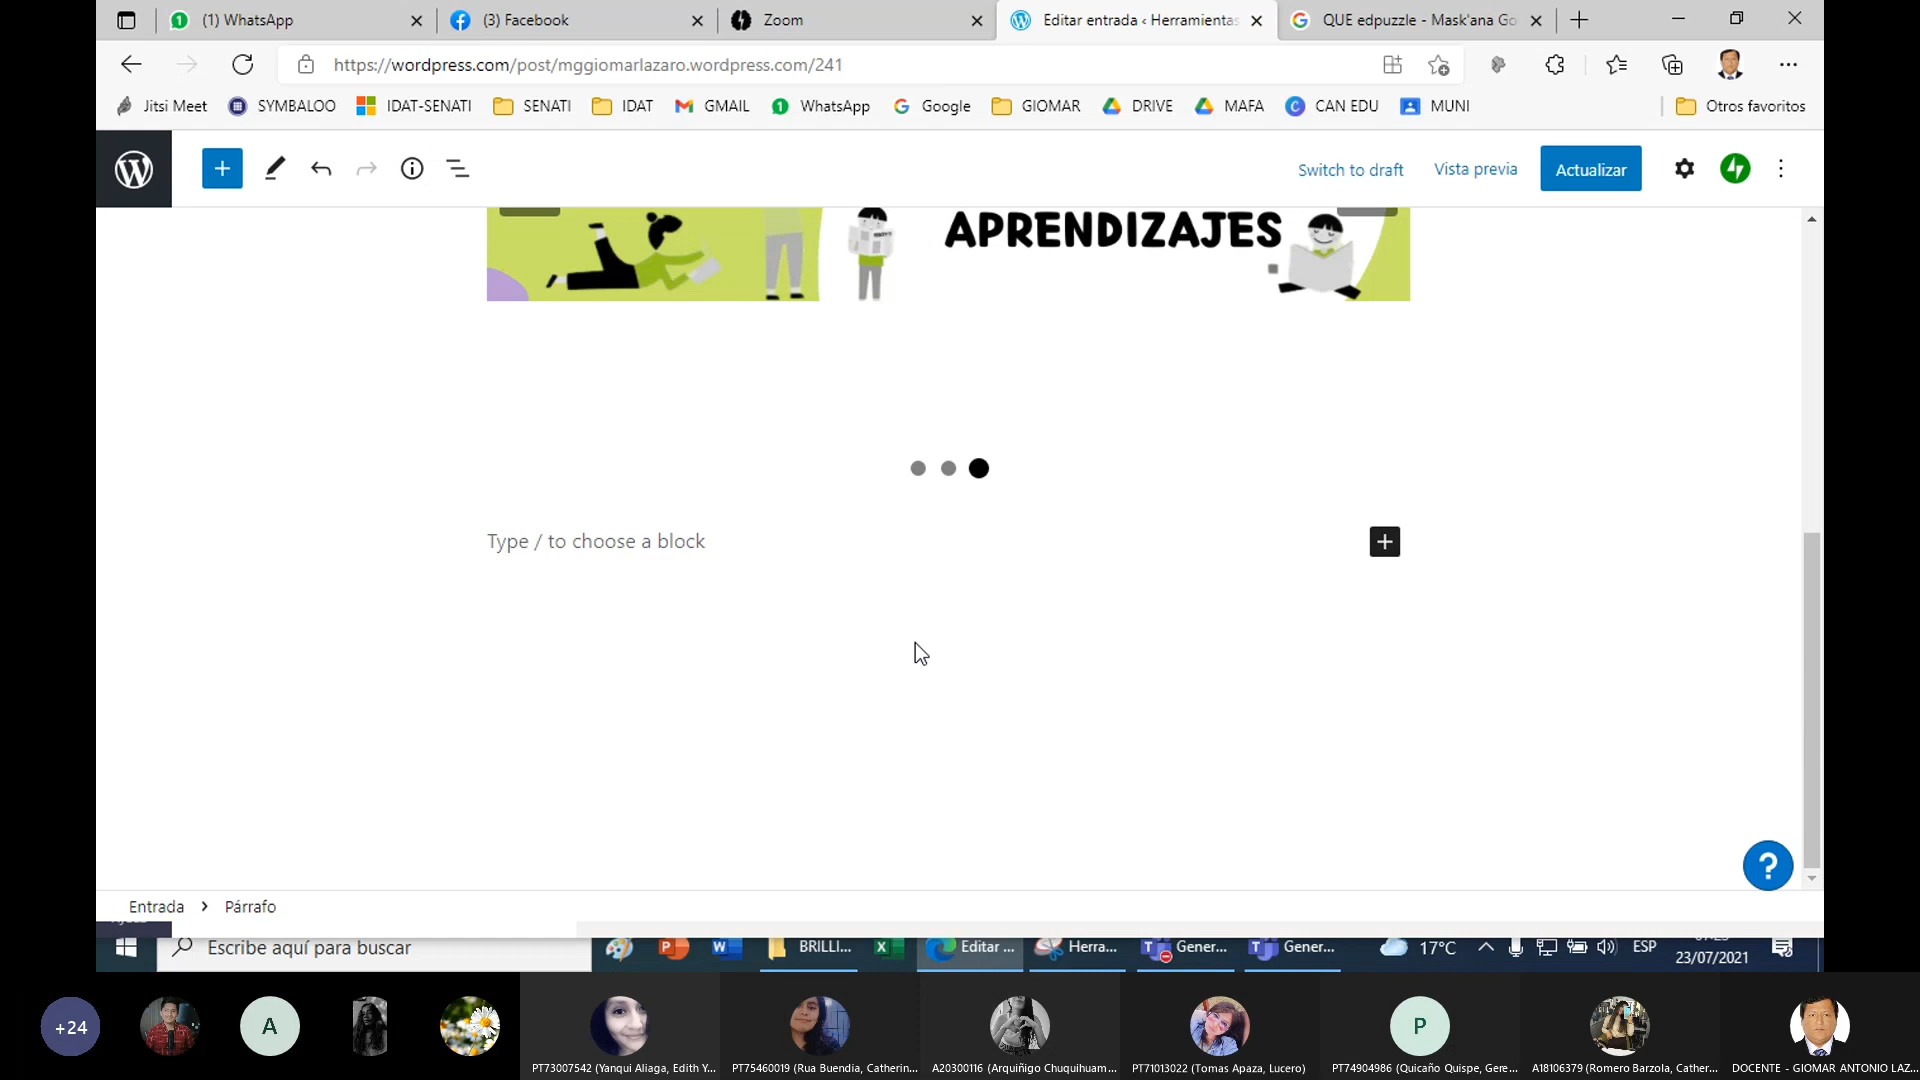 (1) WhatsApp
(3) Facebook
Zoom
Editar entrada ‹ Herramientas
QUE edpuzzle - Mask'ana Go
https://wordpress.com/post/mggiomarlazaro.wordpress.com/241
Jitsi Meet
SYMBALOO
IDAT-SENATI
SENATI
IDAT
GMAIL
WhatsApp
Google
GIOMAR
DRIVE
MAFA
CAN EDU
MUNI
Otros favoritos
Switch to draft
Vista previa
Actualizar
APRENDIZAJES
Type / to choose a block
Entrada
Párrafo
Escribe aquí para buscar
BRILLI...
Editar ...
Herra...
Gener...
Gener...
17°C
ESP
23/07/2021
+24
A
P
PT73007542 (Yanqui Aliaga, Edith Y...
PT75460019 (Rua Buendia, Catherin...
A20300116 (Arquiñigo Chuquihuam...
PT71013022 (Tomas Apaza, Lucero)
PT74904986 (Quicaño Quispe, Gere...
A18106379 (Romero Barzola, Cather...
DOCENTE - GIOMAR ANTONIO LAZ...